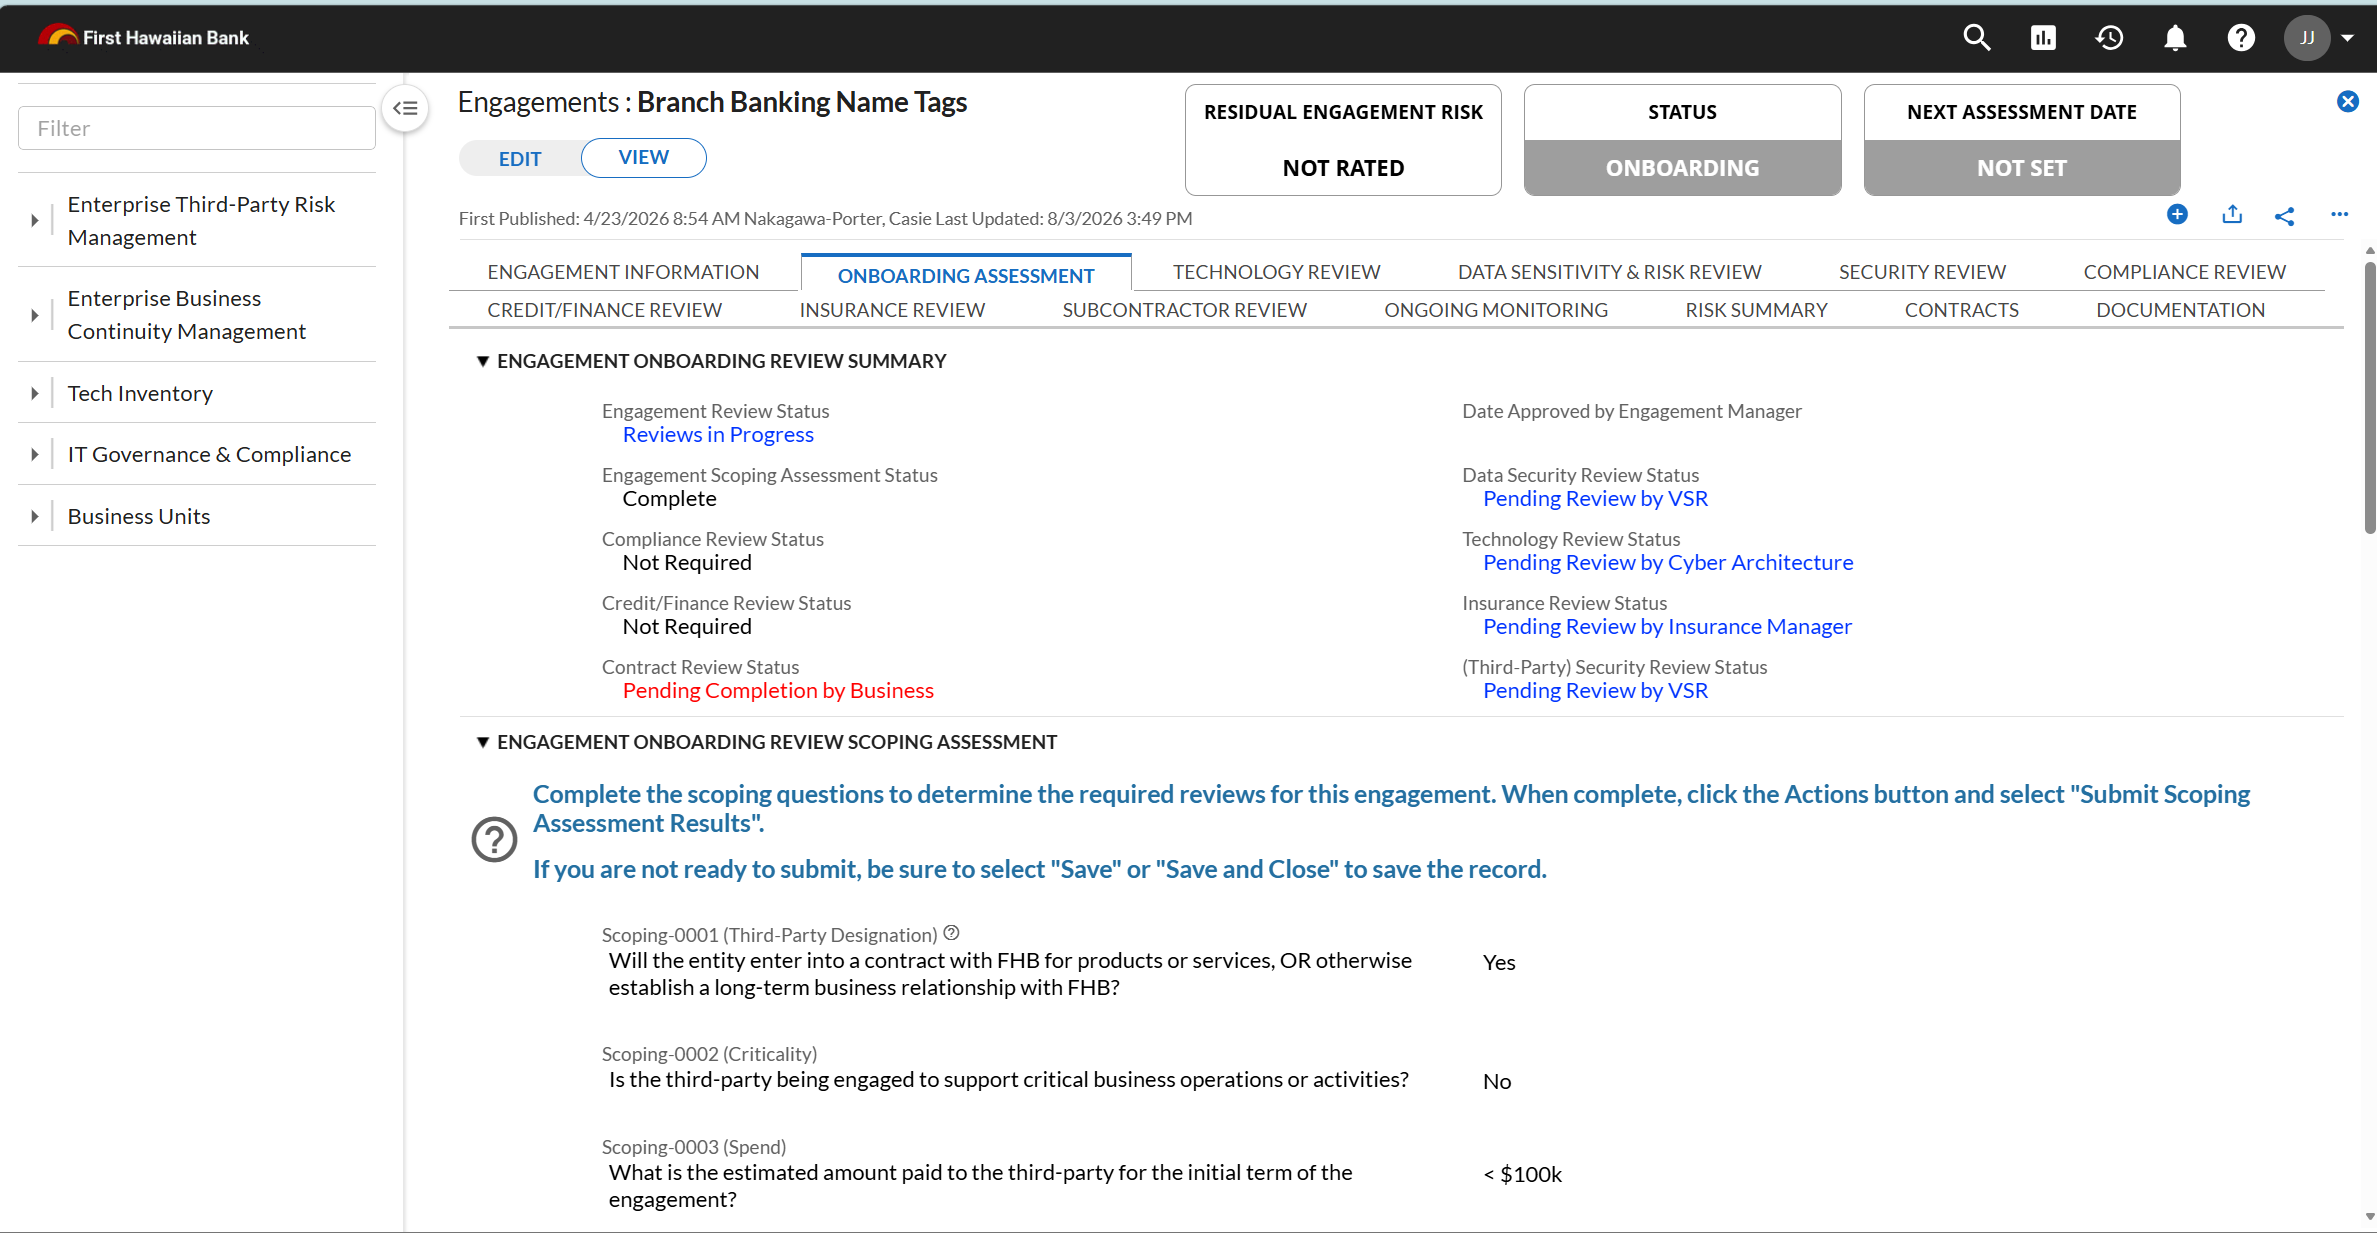 First Hawaiian Bank
JJ
Filter
Enterprise Third-Party Risk
Management
Enterprise Business
Continuity Management
Tech Inventory
IT Governance & Compliance
Business Units
Engagements : Branch Banking Name Tags
EDIT
VIEW
RESIDUAL ENGAGEMENT RISK
NOT RATED
STATUS
ONBOARDING
NEXT ASSESSMENT DATE
NOT SET
First Published: 4/23/2026 8:54 AM Nakagawa-Porter, Casie Last Updated: 8/3/2026 3:49 PM
ENGAGEMENT INFORMATION
ONBOARDING ASSESSMENT
TECHNOLOGY REVIEW
DATA SENSITIVITY & RISK REVIEW
SECURITY REVIEW
COMPLIANCE REVIEW
CREDIT/FINANCE REVIEW
INSURANCE REVIEW
SUBCONTRACTOR REVIEW
ONGOING MONITORING
RISK SUMMARY
CONTRACTS
DOCUMENTATION
ENGAGEMENT ONBOARDING REVIEW SUMMARY
Engagement Review Status
Reviews in Progress
Date Approved by Engagement Manager
Engagement Scoping Assessment Status
Complete
Data Security Review Status
Pending Review by VSR
Compliance Review Status
Not Required
Technology Review Status
Pending Review by Cyber Architecture
Credit/Finance Review Status
Not Required
Insurance Review Status
Pending Review by Insurance Manager
Contract Review Status
Pending Completion by Business
(Third-Party) Security Review Status
Pending Review by VSR
ENGAGEMENT ONBOARDING REVIEW SCOPING ASSESSMENT
Complete the scoping questions to determine the required reviews for this engagement. When complete, click the Actions button and select "Submit Scoping
Assessment Results".
If you are not ready to submit, be sure to select "Save" or "Save and Close" to save the record.
Scoping-0001 (Third-Party Designation)
Will the entity enter into a contract with FHB for products or services, OR otherwise
establish a long-term business relationship with FHB?
Yes
Scoping-0002 (Criticality)
Is the third-party being engaged to support critical business operations or activities?
No
Scoping-0003 (Spend)
What is the estimated amount paid to the third-party for the initial term of the
engagement?
< $100k